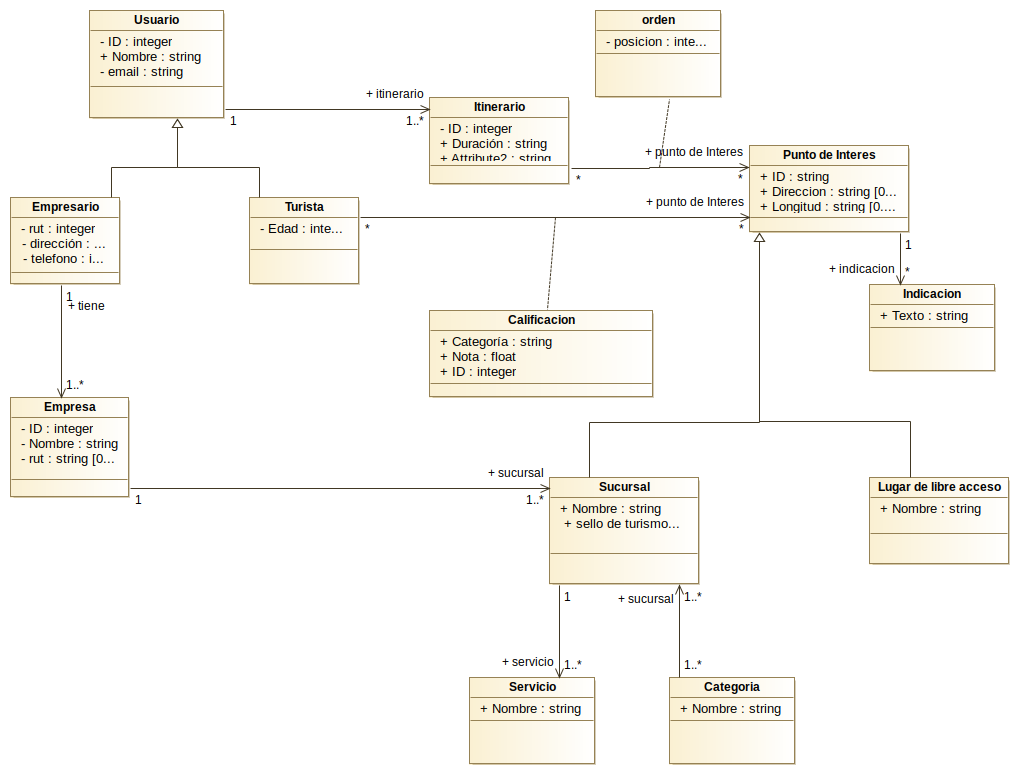 Usuario
- ID : integer
+ Nombre : string
- email : string
orden
- posicion : inte...
+ itinerario
1
1..*
Itinerario
- ID : integer
+ Duración : string
+ Attribute2 : string
+ punto de Interes
*
*
Punto de Interes
+ ID : string
+ Direccion : string [0...
+ Longitud : string [0....
Empresario
- rut : integer
- dirección : ...
- telefono : i...
Turista
- Edad : inte...
+ punto de Interes
*
*
1
+ indicacion
*
Indicacion
+ Texto : string
1
+ tiene
1..*
Calificacion
+ Categoría : string
+ Nota : float
+ ID : integer
Empresa
- ID : integer
- Nombre : string
- rut : string [0...
+ sucursal
1
1..*
Sucursal
+ Nombre : string
+ sello de turismo...
Lugar de libre acceso
+ Nombre : string
1
+ sucursal
1..*
+ servicio
1..*
1..*
Servicio
+ Nombre : string
Categoria
+ Nombre : string